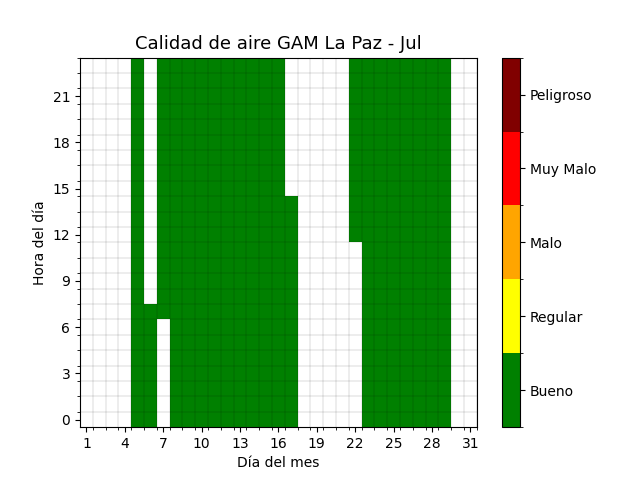 Calidad de aire GAM La Paz - Jul
Hora del día
21
18
15
12
9
6
3
0
1 4 7 10 13 16 19 22 25 28 31
Día del mes
Peligroso
Muy Malo
Malo
Regular
Bueno